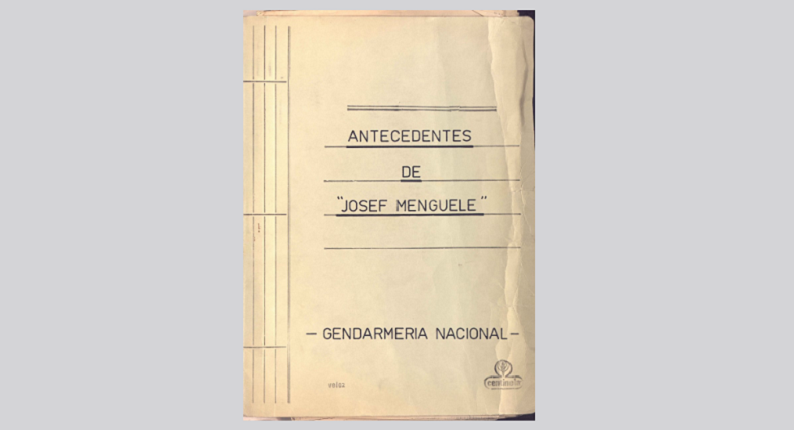 ANTECEDENTES
DE
"JOSEF MENGUELE"
— GENDARMERIA NACIONAL —